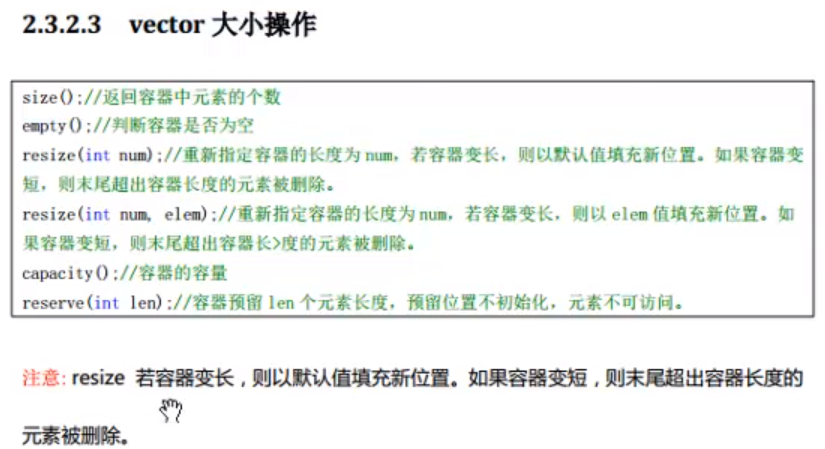 2.3.2.3 vector 大小操作
size();//返回容器中元素的个数
empty();//判断容器是否为空
resize(int num);//重新指定容器的长度为num，若容器变长，则以默认值填充新位置。如果容器变
短，则末尾超出容器长度的元素被删除。
resize(int num, elem);//重新指定容器的长度为num，若容器变长，则以elem值填充新位置。如
果容器变短，则末尾超出容器长>度的元素被删除。
capacity();//容器的容量
reserve(int len);//容器预留len个元素长度，预留位置不初始化，元素不可访问。
注意: resize 若容器变长，则以默认值填充新位置。如果容器变短，则末尾超出容器长度的
元素被删除。